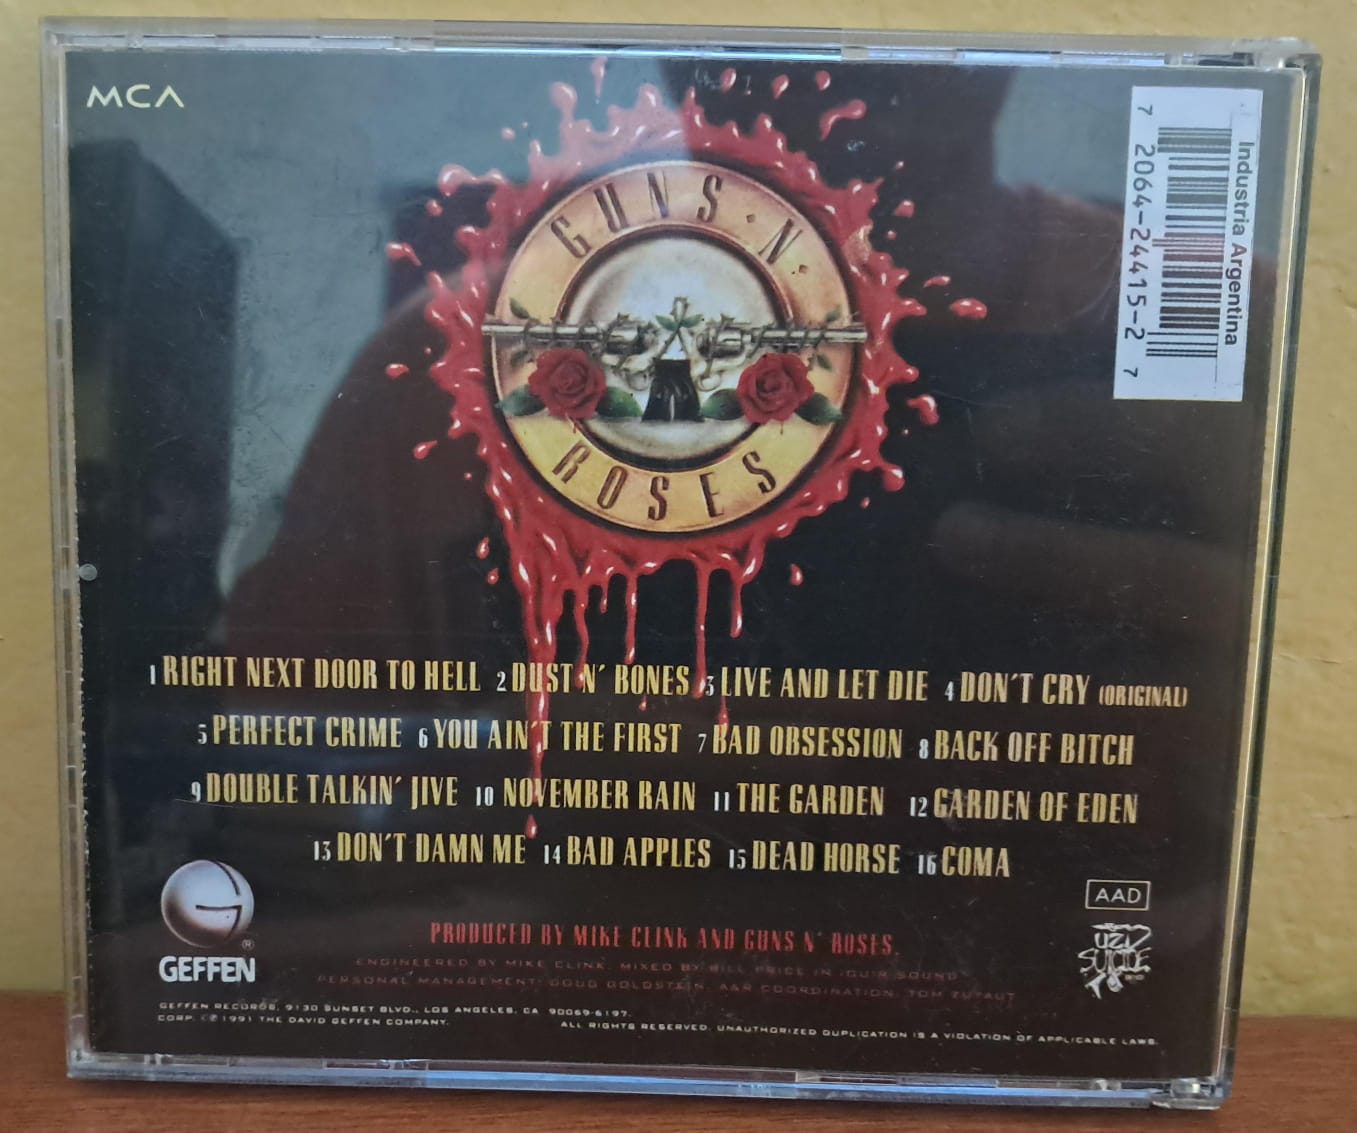 MCA
Industria Argentina
7 2064-24415-2 7
GUNS N'
ROSES
1 RIGHT NEXT DOOR TO HELL 2 DUST N' BONES 3 LIVE AND LET DIE 4 DON'T CRY (ORIGINAL)
5 PERFECT CRIME 6 YOU AIN'T THE FIRST 7 BAD OBSESSION 8 BACK OFF BITCH
9 DOUBLE TALKIN' JIVE 10 NOVEMBER RAIN 11 THE GARDEN 12 GARDEN OF EDEN
13 DON'T DAMN ME 14 BAD APPLES 15 DEAD HORSE 16 COMA
AAD
UZI
SUICIDE
GEFFEN
PRODUCED BY MIKE CLINK AND GUNS N' ROSES.
ENGINEERED BY MIKE CLINK. MIXED BY BILL PRICE IN QUIR SOUND
PERSONAL MANAGEMENT: DOUG GOLDSTEIN. A&R COORDINATION: TOM ZUTAUT
GEFFEN RECORDS, 9130 SUNSET BLVD., LOS ANGELES, CA 90069-6197.
CORP. © ℗ 1991 THE DAVID GEFFEN COMPANY. ALL RIGHTS RESERVED. UNAUTHORIZED DUPLICATION IS A VIOLATION OF APPLICABLE LAWS.